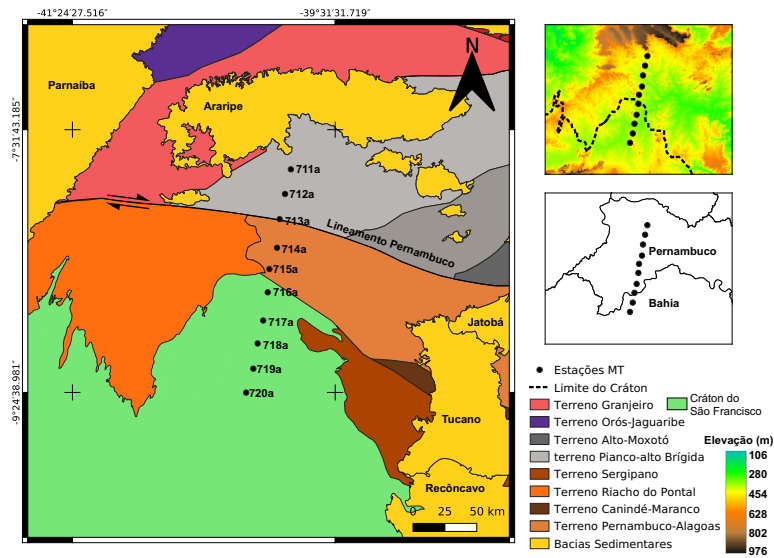 -41°24′27.516″
-39°31′31.719″
-7°31′43.185″
-9°24′38.981″
N
Parnaíba
Araripe
711a
712a
713a
714a
715a
716a
717a
718a
719a
720a
Lineamento Pernambuco
Jatobá
Tucano
Recôncavo
0 25 50 km
Pernambuco
Bahia
Estações MT
Limite do Cráton
Terreno Granjeiro
Terreno Orós-Jaguaribe
Terreno Alto-Moxotó
terreno Pianco-alto Brígida
Terreno Sergipano
Terreno Riacho do Pontal
Terreno Canindé-Maranco
Terreno Pernambuco-Alagoas
Bacias Sedimentares
Cráton do
São Francisco
Elevação (m)
106
280
454
628
802
976